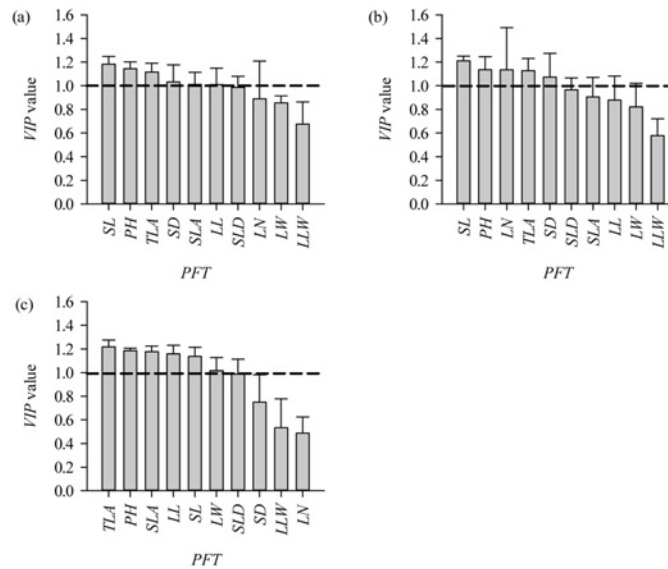 (a)
VIP value
1.6
1.4
1.2
1.0
0.8
0.6
0.4
0.2
0.0
SL PH TLA SD SLA LL SLD LN LW LLW
PFT
(b)
VIP value
1.6
1.4
1.2
1.0
0.8
0.6
0.4
0.2
0.0
SL PH LN TLA SD SLD SLA LL LW LLW
PFT
(c)
VIP value
1.6
1.4
1.2
1.0
0.8
0.6
0.4
0.2
0.0
TLA PH SLA LL SL LW SLD SD LLW LN
PFT